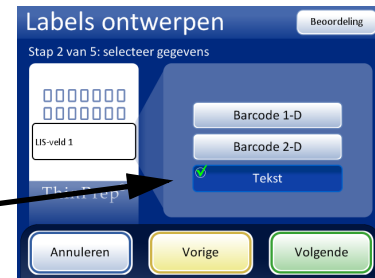 Labels ontwerpen
Beoordeling
Stap 2 van 5: selecteer gegevens
Barcode 1-D
LIS-veld 1
Barcode 2-D
Tekst
ThinPrep
Annuleren
Vorige
Volgende